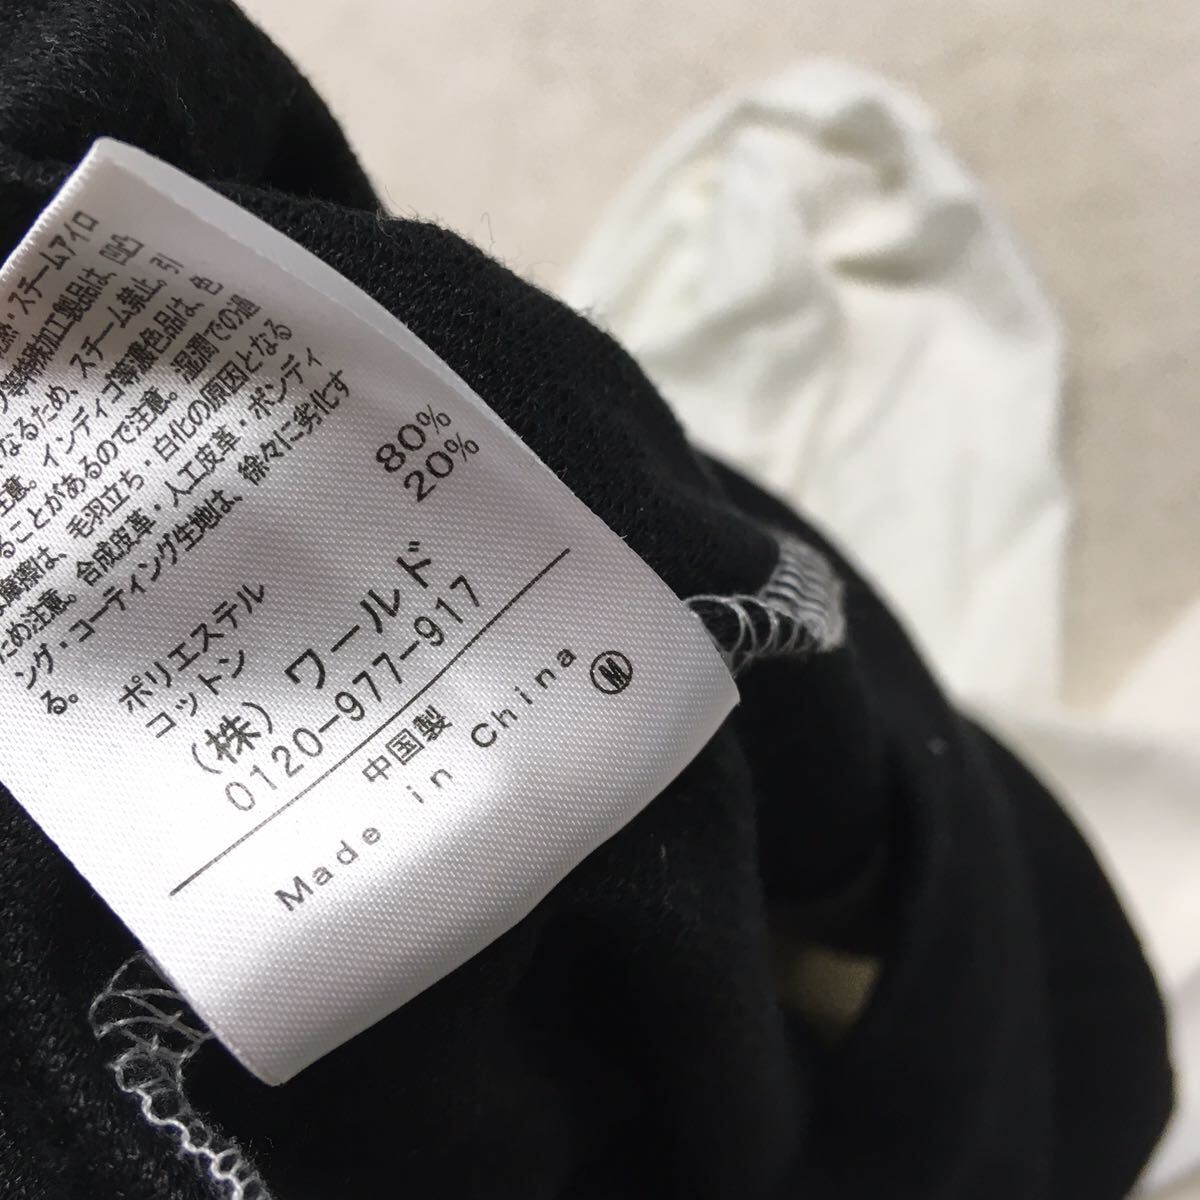 熱・スチームアイロ
等特殊加工製品は、凹凸
なるため、スチーム禁止。引
注意。インディゴ等濃色品は、色
ることがあるので注意。湿潤での過
摩擦は、毛羽立ち・白化の原因となる
ため注意。合成皮革・人工皮革・ボンディ
ング・コーティング生地は、徐々に劣化す
る。
ポリエステル 80%
コットン 20%
(株) ワールド
0120-977-917
中国製
Made in China Ⓜ